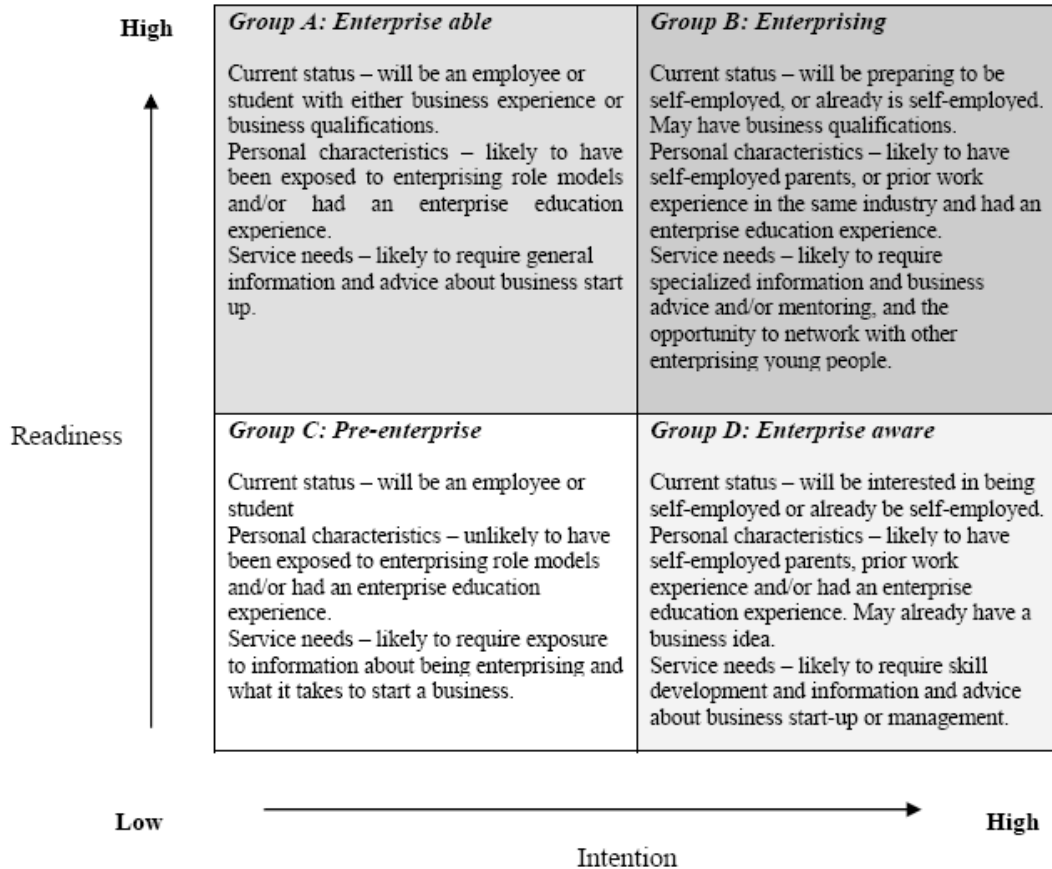 High
Group A: Enterprise able
Current status – will be an employee or
student with either business experience or
business qualifications.
Personal characteristics – likely to have
been exposed to enterprising role models
and/or had an enterprise education
experience.
Service needs – likely to require general
information and advice about business start
up.
Group B: Enterprising
Current status – will be preparing to be
self-employed, or already is self-employed.
May have business qualifications.
Personal characteristics – likely to have
self-employed parents, or prior work
experience in the same industry and had an
enterprise education experience.
Service needs – likely to require
specialized information and business
advice and/or mentoring, and the
opportunity to network with other
enterprising young people.
Readiness
Group C: Pre-enterprise
Current status – will be an employee or
student
Personal characteristics – unlikely to have
been exposed to enterprising role models
and/or had an enterprise education
experience.
Service needs – likely to require exposure
to information about being enterprising and
what it takes to start a business.
Group D: Enterprise aware
Current status – will be interested in being
self-employed or already be self-employed.
Personal characteristics – likely to have
self-employed parents, prior work
experience and/or had an enterprise
education experience. May already have a
business idea.
Service needs – likely to require skill
development and information and advice
about business start-up or management.
Low
High
Intention